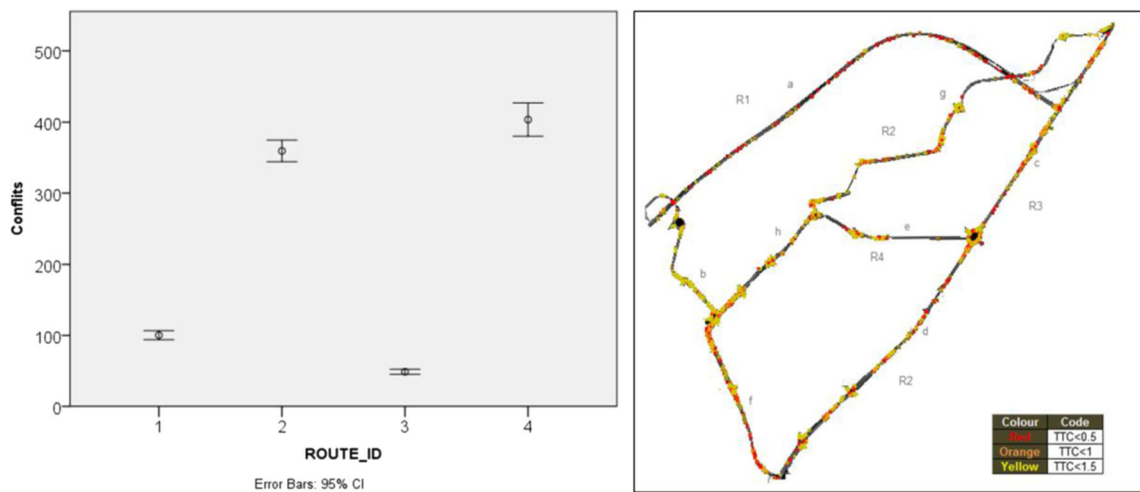 500
400
300
200
100
0
Conflits
1 2 3 4
ROUTE_ID
Error Bars: 95% CI
a
R1
g
R2
c
R3
h
e
R4
b
d
R2
f
Colour Code
Red TTC<0.5
Orange TTC<1
Yellow TTC<1.5